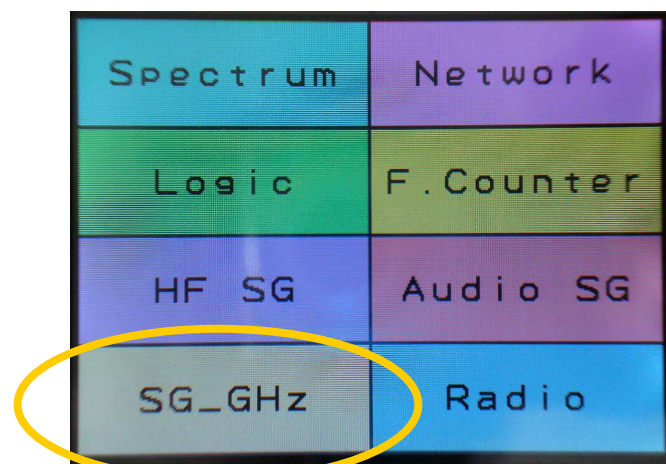 Spectrum Network
Logic F.Counter
HF SG Audio SG
SG_GHz Radio